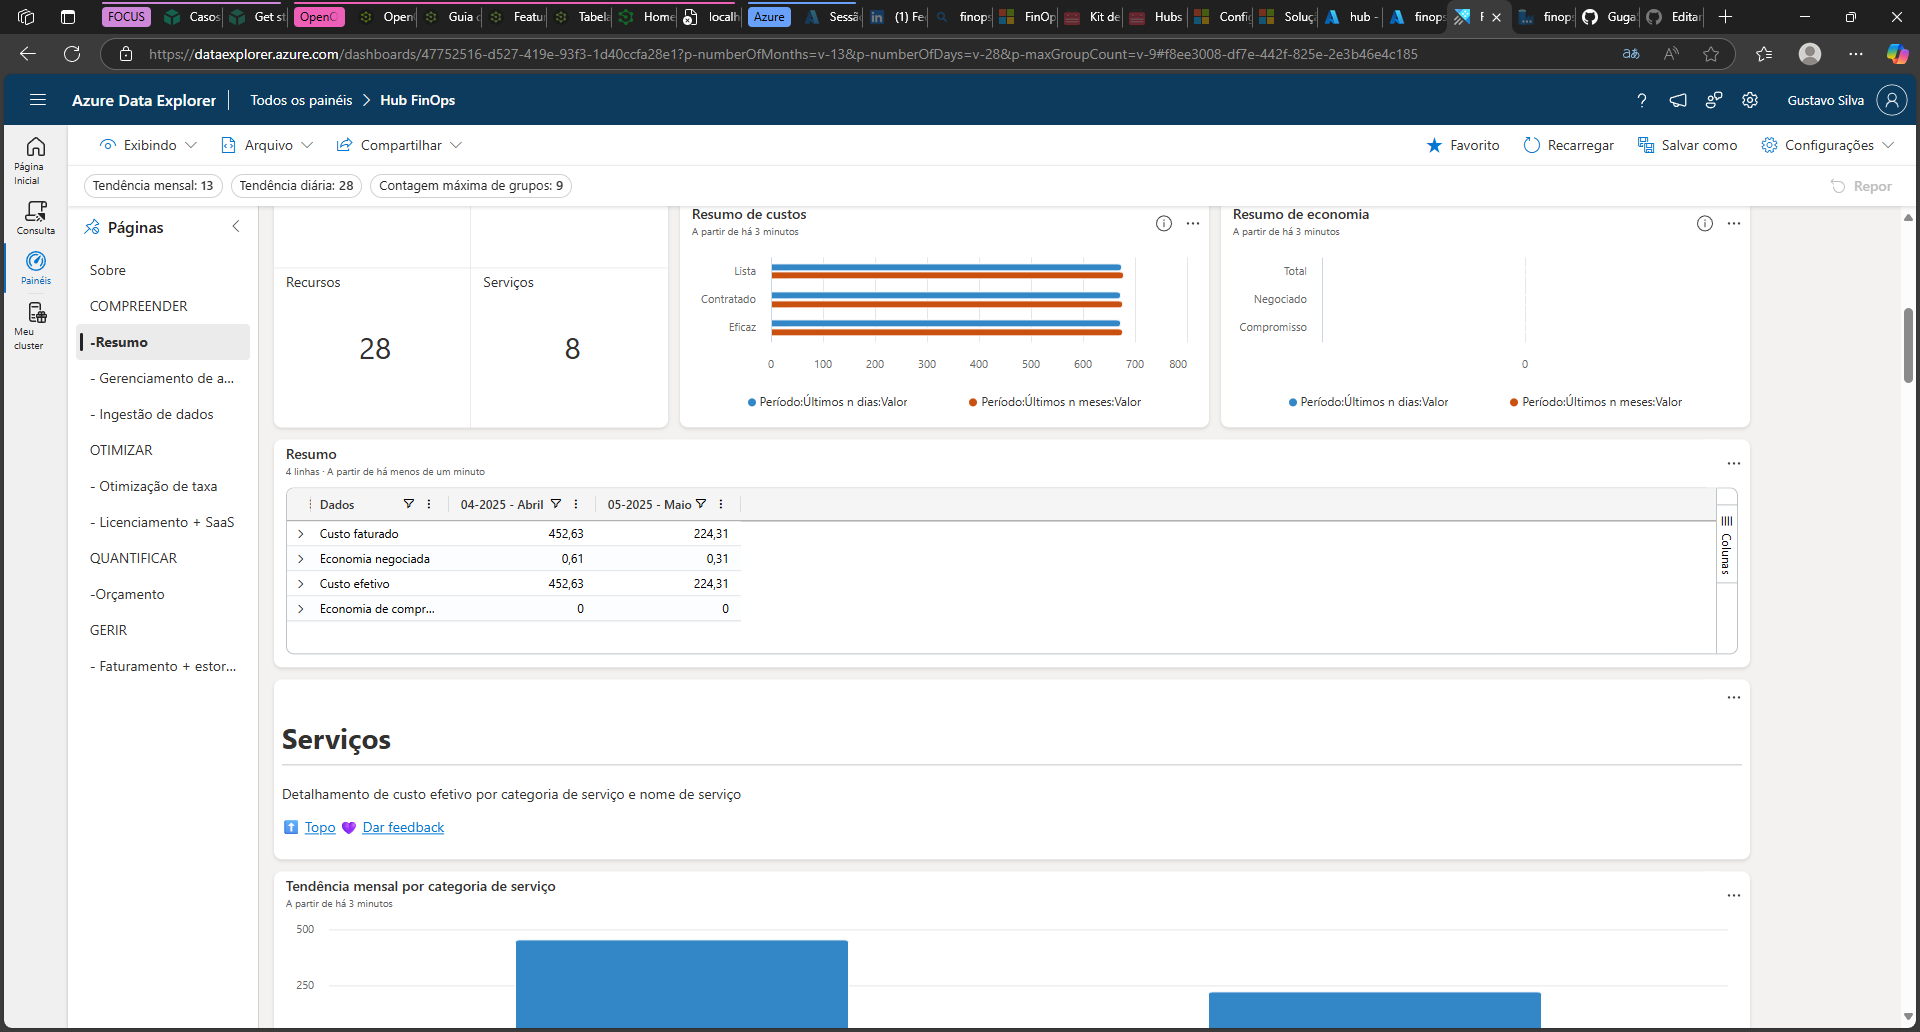 FOCUS
Casos
Get st
OpenC
Open
Guia c
Featu
Tabela
Home
localh
Azure
Sessã
(1) Fe
finops
FinOp
Kit de
Hubs
Config
Soluç
hub -
finops
F
finop
Guga
Editar
https://dataexplorer.azure.com/dashboards/47752516-d527-419e-93f3-1d40ccfa28e1?p-numberOfMonths=v-13&p-numberOfDays=v-28&p-maxGroupCount=v-9#f8ee3008-df7e-442f-825e-2e3b46e4c185
Azure Data Explorer
Todos os painéis > Hub FinOps
Gustavo Silva
Página Inicial
Consulta
Painéis
Meu cluster
Exibindo
Arquivo
Compartilhar
Favorito
Recarregar
Salvar como
Configurações
Tendência mensal: 13
Tendência diária: 28
Contagem máxima de grupos: 9
Repor
Páginas
Sobre
COMPREENDER
-Resumo
- Gerenciamento de a...
- Ingestão de dados
OTIMIZAR
- Otimização de taxa
- Licenciamento + SaaS
QUANTIFICAR
-Orçamento
GERIR
- Faturamento + estor...
Recursos
28
Serviços
8
Resumo de custos
A partir de há 3 minutos
Lista
Contratado
Eficaz
0 100 200 300 400 500 600 700 800
Período:Últimos n dias:Valor
Período:Últimos n meses:Valor
Resumo de economia
A partir de há 3 minutos
Total
Negociado
Compromisso
0
Período:Últimos n dias:Valor
Período:Últimos n meses:Valor
Resumo
4 linhas · A partir de há menos de um minuto
Dados 04-2025 - Abril 05-2025 - Maio
Custo faturado 452,63 224,31
Economia negociada 0,61 0,31
Custo efetivo 452,63 224,31
Economia de compr... 0 0
Colunas
Serviços
Detalhamento de custo efetivo por categoria de serviço e nome de serviço
Topo Dar feedback
Tendência mensal por categoria de serviço
A partir de há 3 minutos
500
250